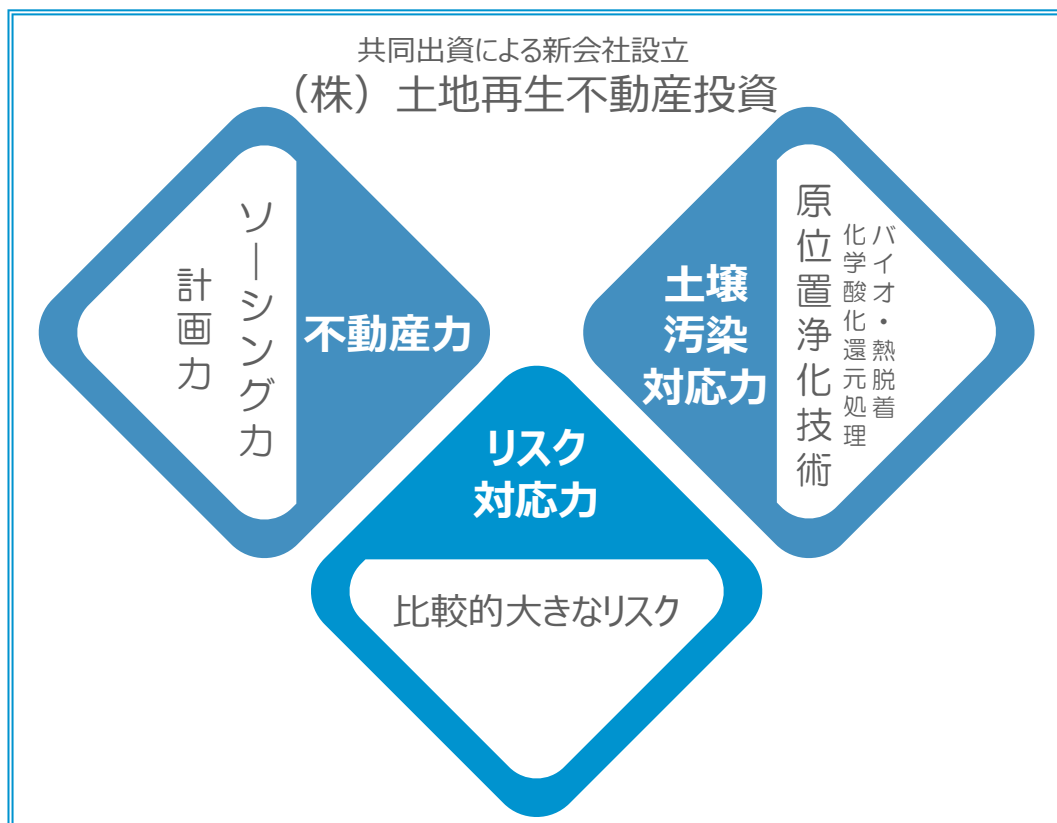 共同出資による新会社設立
（株）土地再生不動産投資
ソーシング力
計画力
不動産力
土壌
汚染
対応力
原位置浄化技術
バイオ・熱脱着
化学酸化還元処理
リスク
対応力
比較的大きなリスク